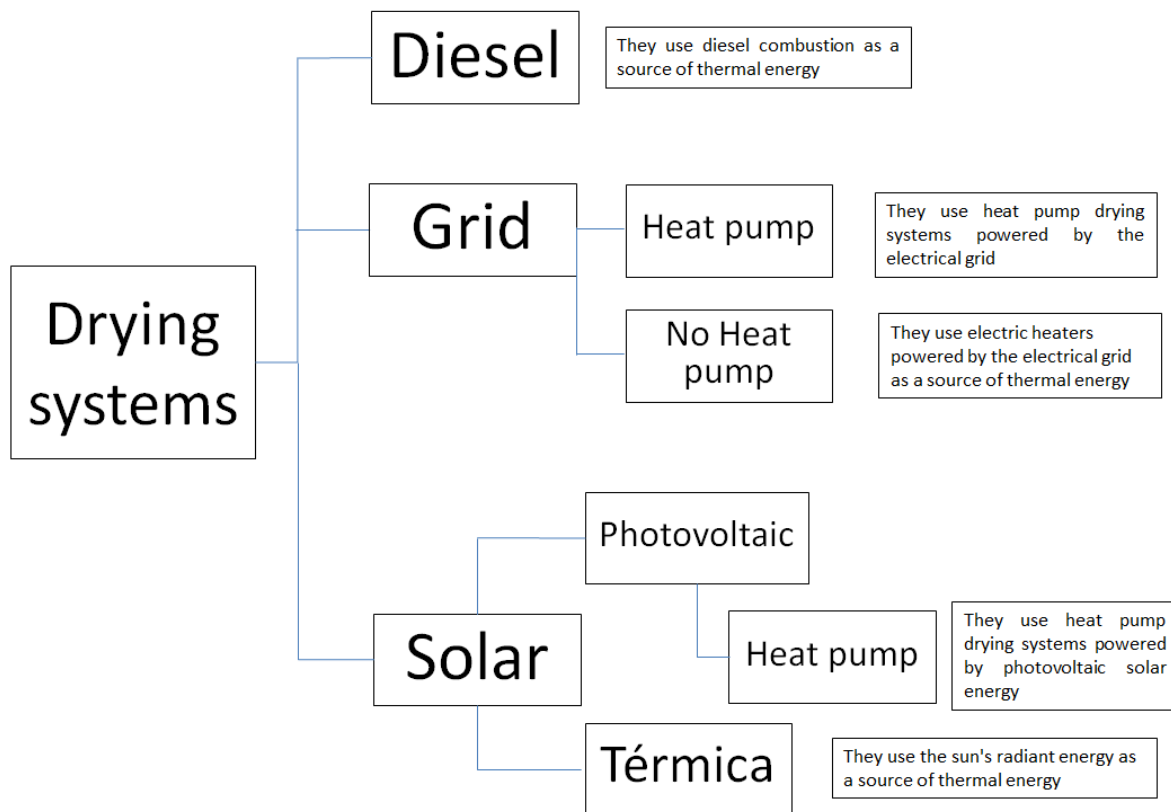 Diesel
They use diesel combustion as a
source of thermal energy
Grid
Heat pump
They use heat pump drying
systems powered by the
electrical grid
Drying
systems
No Heat
pump
They use electric heaters
powered by the electrical grid
as a source of thermal energy
Photovoltaic
Solar
Heat pump
They use heat pump
drying systems powered
by photovoltaic solar
energy
Térmica
They use the sun's radiant energy as
a source of thermal energy